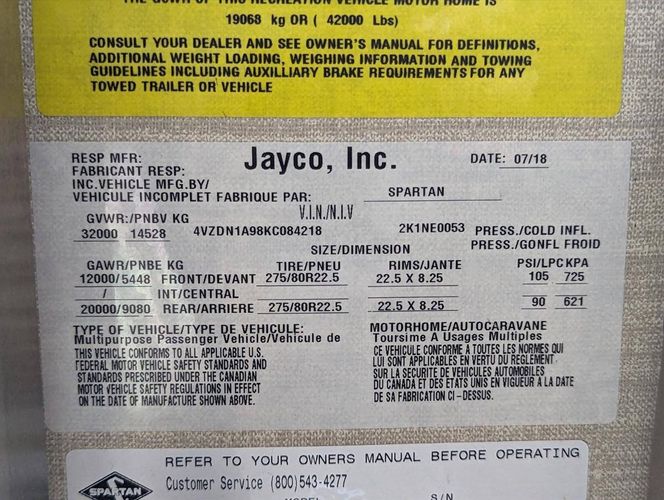 THE GCWR OF THIS RECREATION VEHICLE MOTOR HOME IS
19068 kg OR ( 42000 Lbs)
CONSULT YOUR DEALER AND SEE OWNER'S MANUAL FOR DEFINITIONS,
ADDITIONAL WEIGHT LOADING, WEIGHING INFORMATION AND TOWING
GUIDELINES INCLUDING AUXILLIARY BRAKE REQUIREMENTS FOR ANY
TOWED TRAILER OR VEHICLE
RESP MFR: Jayco, Inc. DATE: 07/18
FABRICANT RESP:
INC.VEHICLE MFG.BY/
VEHICULE INCOMPLET FABRIQUE PAR: SPARTAN
GVWR:/PNBV KG V.I.N./N.I.V
32000 14528 4VZDN1A98KC084218 2K1NE0053 PRESS./COLD INFL.
SIZE/DIMENSION PRESS./GONFL FROID
GAWR/PNBE KG TIRE/PNEU RIMS/JANTE PSI/LPC KPA
12000/5448 FRONT/DEVANT 275/80R22.5 22.5 X 8.25 105 725
/ INT/CENTRAL
20000/9080 REAR/ARRIERE 275/80R22.5 22.5 X 8.25 90 621
TYPE OF VEHICLE/TYPE DE VEHICULE: MOTORHOME/AUTOCARAVANE
Multipurpose Passenger Vehicle/Vehicule de Toursime A Usages Multiples
THIS VEHICLE CONFORMS TO ALL APPLICABLE U.S.
FEDERAL MOTOR VEHICLE SAFETY STANDARDS AND
STANDARDS PRESCRIBED UNDER THE CANADIAN
MOTOR VEHICLE SAFETY REGULATIONS IN EFFECT
ON THE DATE OF MANUFACTURE SHOWN ABOVE.
CE VEHICULE CONFORME A TOUTES LES NORMES QUI
LUI SONT APPLICABLES EN VERTU DU REGLEMENT
SUR LA SECURITE DE VEHICULES AUTOMOBILES
DU CANADA ET DES ETATS UNIS EN VIGUEUR A LA DATE
DE SA FABRICATION CI - DESSUS.
REFER TO YOUR OWNERS MANUAL BEFORE OPERATING
SPARTAN Customer Service (800)543-4277
MODEL S/N